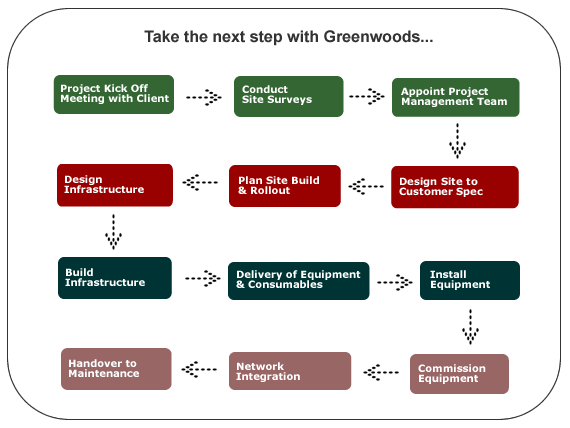 Take the next step with Greenwoods...
Project Kick Off
Meeting with Client
Conduct
Site Surveys
Appoint Project
Management Team
Design Site to
Customer Spec
Plan Site Build
& Rollout
Design
Infrastructure
Build
Infrastructure
Delivery of Equipment
& Consumables
Install
Equipment
Commission
Equipment
Network
Integration
Handover to
Maintenance